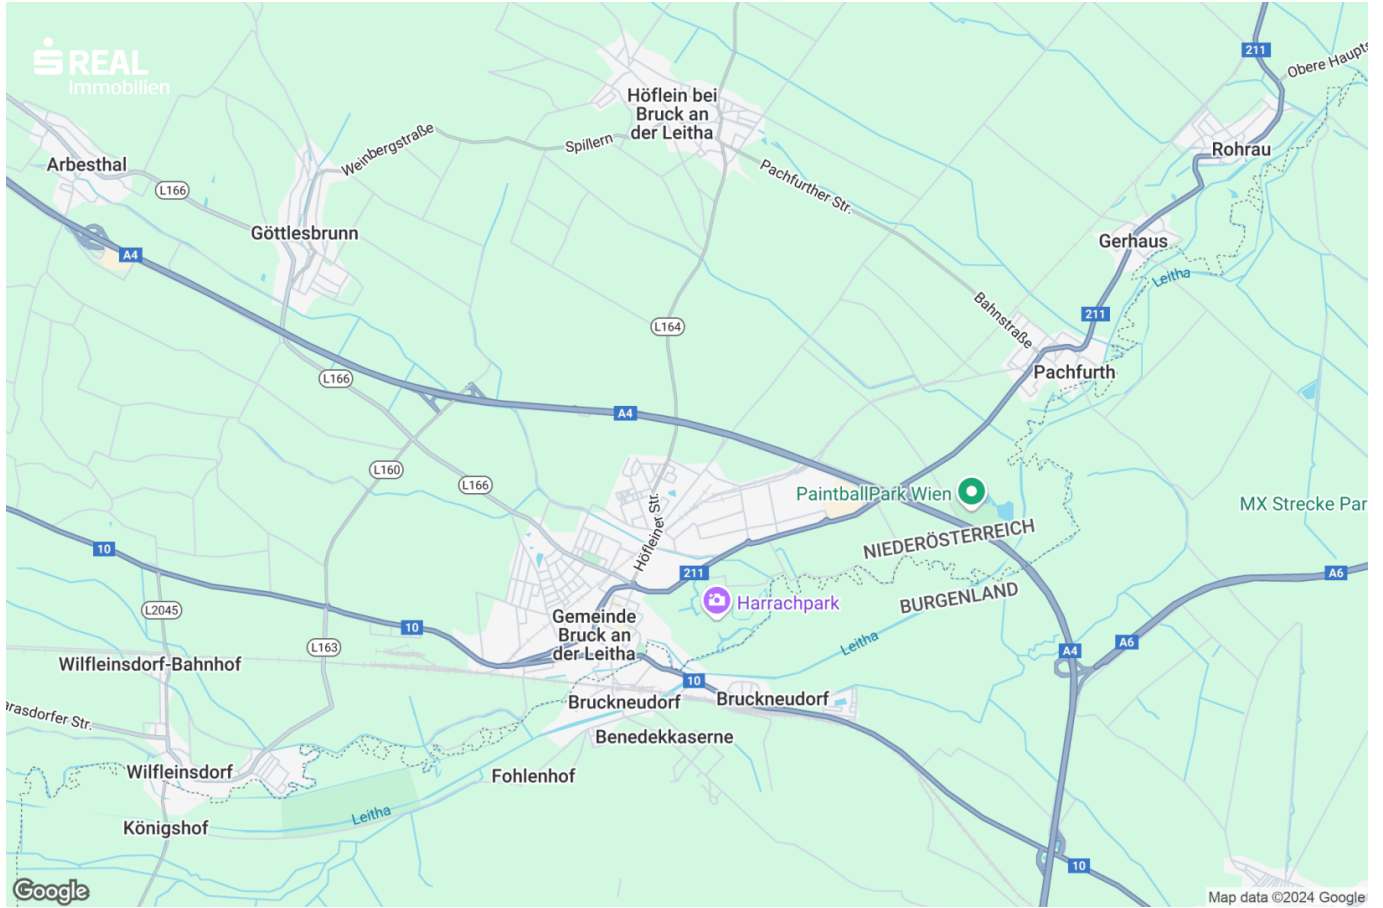 REAL
Immobilien
211
Obere Haupts
Höflein bei
Bruck an
der Leitha
Weinbergstraße
Spillern
Rohrau
Arbesthal
L166
Pachfurther Str.
Göttlesbrunn
A4
Gerhaus
Leitha
Bahnstraße
211
L164
L166
Pachfurth
A4
L160
L166
PaintballPark Wien
MX Strecke Par
Höfleiner Str.
NIEDERÖSTERREICH
10
211
A6
BURGENLAND
Harrachpark
L2045
10
Gemeinde
Bruck an
der Leitha
Leitha
L163
A6
A4
Wilfleinsdorf-Bahnhof
10
Bruckneudorf
Bruckneudorf
arasdorfer Str.
Benedekkaserne
Wilfleinsdorf
Fohlenhof
Leitha
Königshof
10
Google
Map data ©2024 Google